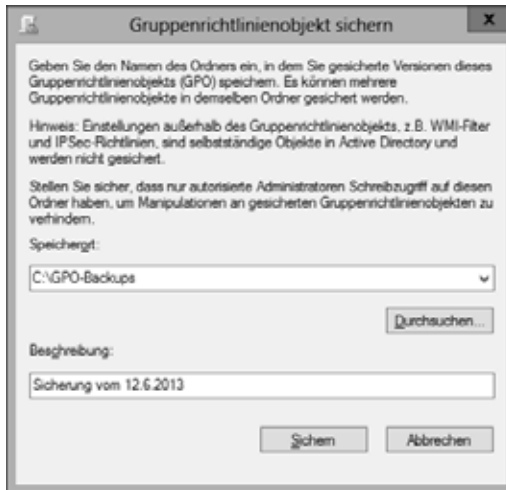 Gruppenrichtlinienobjekt sichern
x
Geben Sie den Namen des Ordners ein, in dem Sie gesicherte Versionen dieses
Gruppenrichtlinienobjekts (GPO) speichern. Es können mehrere
Gruppenrichtlinienobjekte in demselben Ordner gesichert werden.
Hinweis: Einstellungen außerhalb des Gruppenrichtlinienobjekts, z.B. WMI-Filter
und IPSec-Richtlinien, sind selbstständige Objekte in Active Directory und
werden nicht gesichert.
Stellen Sie sicher, dass nur autorisierte Administratoren Schreibzugriff auf diesen
Ordner haben, um Manipulationen an gesicherten Gruppenrichtlinienobjekten zu
verhindern.
Speicherort:
C:\GPO-Backups
Durchsuchen...
Beschreibung:
Sicherung vom 12.6.2013
Sichern Abbrechen